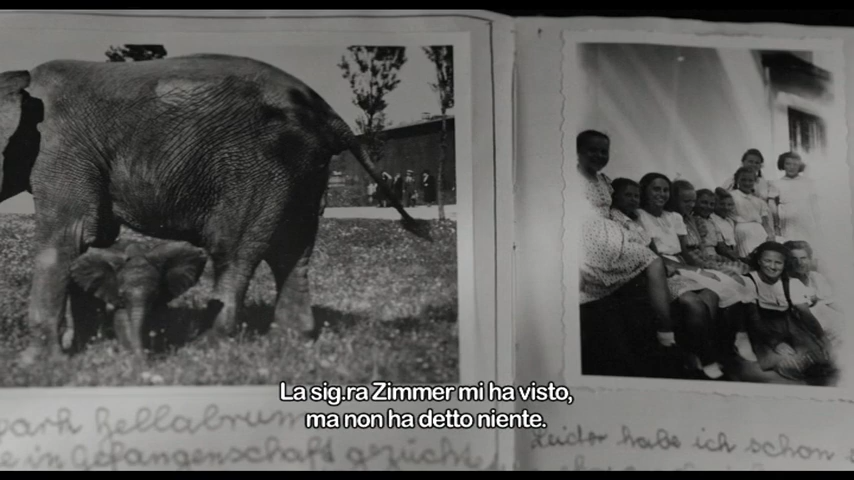 La sig.ra Zimmer mi ha visto,
ma non ha detto niente.
park Hellabrunn
in Gefangenschaft gezüchtet
Leider habe ich schon